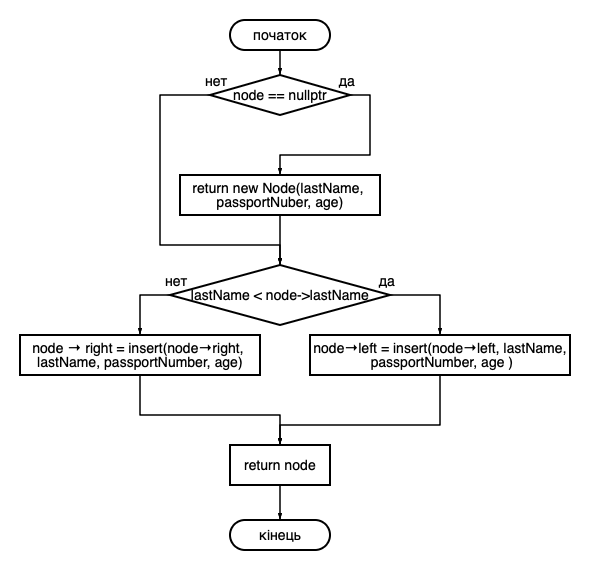 початок
нет
да
node == nullptr
return new Node(lastName,
passportNuber, age)
нет
да
lastName < node->lastName
node → right = insert(node→right,
lastName, passportNumber, age)
node→left = insert(node→left, lastName,
passportNumber, age )
return node
кінець